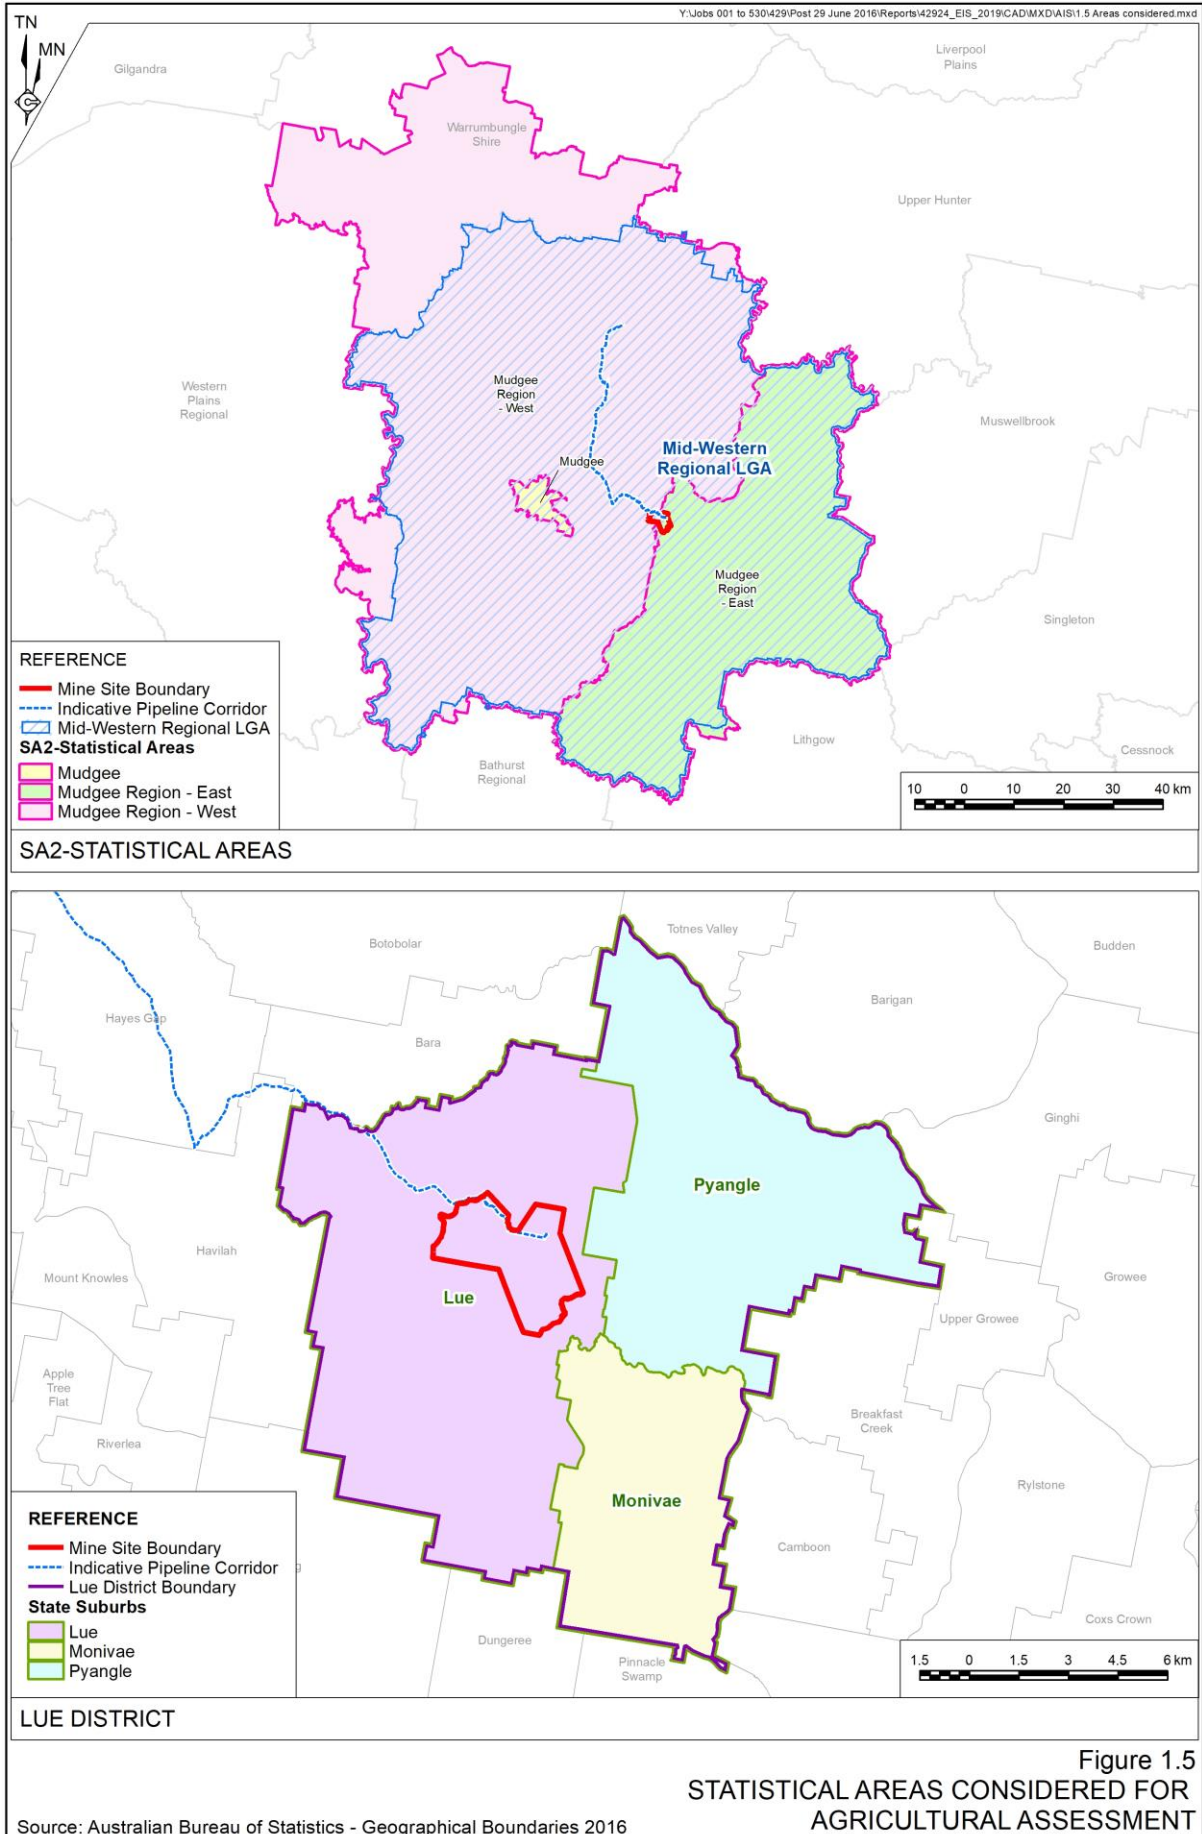 Y:\Jobs 001 to 530\429\Post 29 June 2016\Reports\42924_EIS_2019\CAD\MXD\AIS\1.5 Areas considered.mxd
TN
MN
Gilgandra
Liverpool
Plains
Warrumbungle
Shire
Upper Hunter
Western
Plains
Regional
Mudgee
Region
- West
Muswellbrook
Mid-Western
Regional LGA
Mudgee
Mudgee
Region
- East
Singleton
Lithgow
Cessnock
Bathurst
Regional
REFERENCE
Mine Site Boundary
Indicative Pipeline Corridor
Mid-Western Regional LGA
SA2-Statistical Areas
Mudgee
Mudgee Region - East
Mudgee Region - West
10 0 10 20 30 40 km
SA2-STATISTICAL AREAS
Botobolar
Totnes Valley
Budden
Barigan
Hayes Gap
Bara
Ginghi
Pyangle
Havilah
Mount Knowles
Growee
Lue
Upper Growee
Apple
Tree
Flat
Breakfast
Creek
Riverlea
Rylstone
Monivae
Camboon
Coxs Crown
Dungeree
Pinnacle
Swamp
REFERENCE
Mine Site Boundary
Indicative Pipeline Corridor
Lue District Boundary
State Suburbs
Lue
Monivae
Pyangle
1.5 0 1.5 3 4.5 6 km
LUE DISTRICT
Figure 1.5
STATISTICAL AREAS CONSIDERED FOR
AGRICULTURAL ASSESSMENT
Source: Australian Bureau of Statistics - Geographical Boundaries 2016